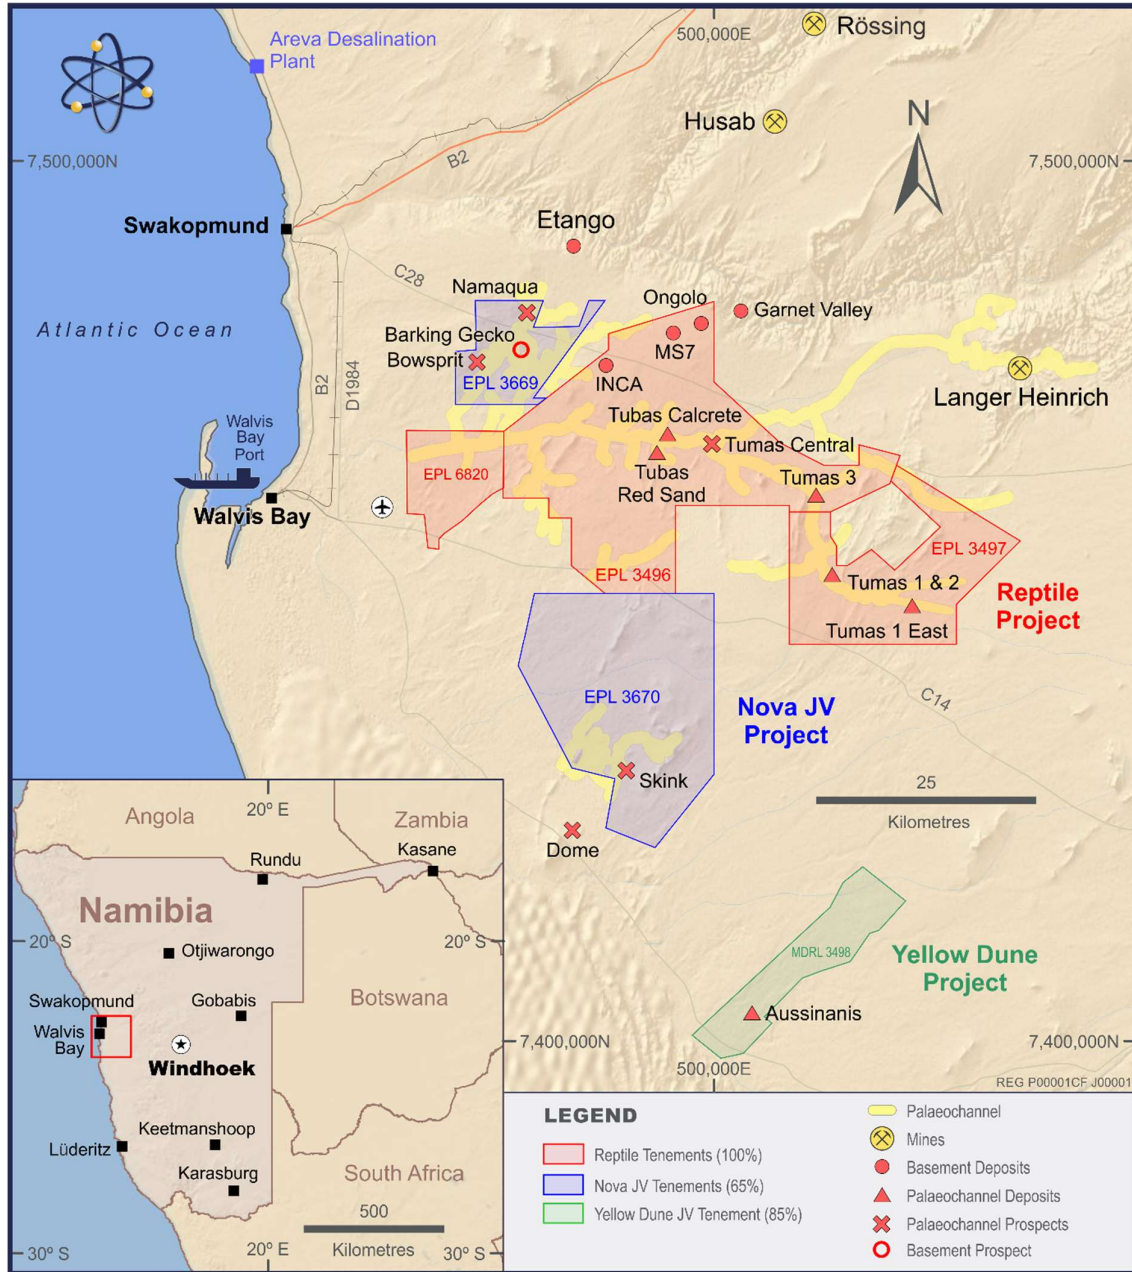 Areva Desalination
Plant
500,000E
Rössing
Husab
N
7,500,000N
B2
7,500,000N
Swakopmund
Etango
C28
Namaqua
Ongolo
Garnet Valley
Atlantic Ocean
Barking Gecko
MS7
Bowsprit
B2
D1984
EPL 3669
INCA
Langer Heinrich
Tubas Calcrete
Walvis
Bay
Port
Tumas Central
EPL 6820
Tubas
Red Sand
Tumas 3
Walvis Bay
EPL 3497
EPL 3496
Tumas 1 & 2
Reptile
Project
Tumas 1 East
EPL 3670
C14
Nova JV
Project
Skink
25
Kilometres
Dome
MDRL 3498
Yellow Dune
Project
Aussinanis
7,400,000N
500,000E
7,400,000N
REG P00001CF J00001
20° E
Angola
Zambia
Kasane
Rundu
Namibia
20° S
Otjiwarongo
20° S
Swakopmund
Gobabis
Botswana
Walvis
Bay
Windhoek
Keetmanshoop
Lüderitz
Karasburg
South Africa
500
Kilometres
30° S
20° E
30° S
LEGEND
Reptile Tenements (100%)
Nova JV Tenements (65%)
Yellow Dune JV Tenement (85%)
Palaeochannel
Mines
Basement Deposits
Palaeochannel Deposits
Palaeochannel Prospects
Basement Prospect